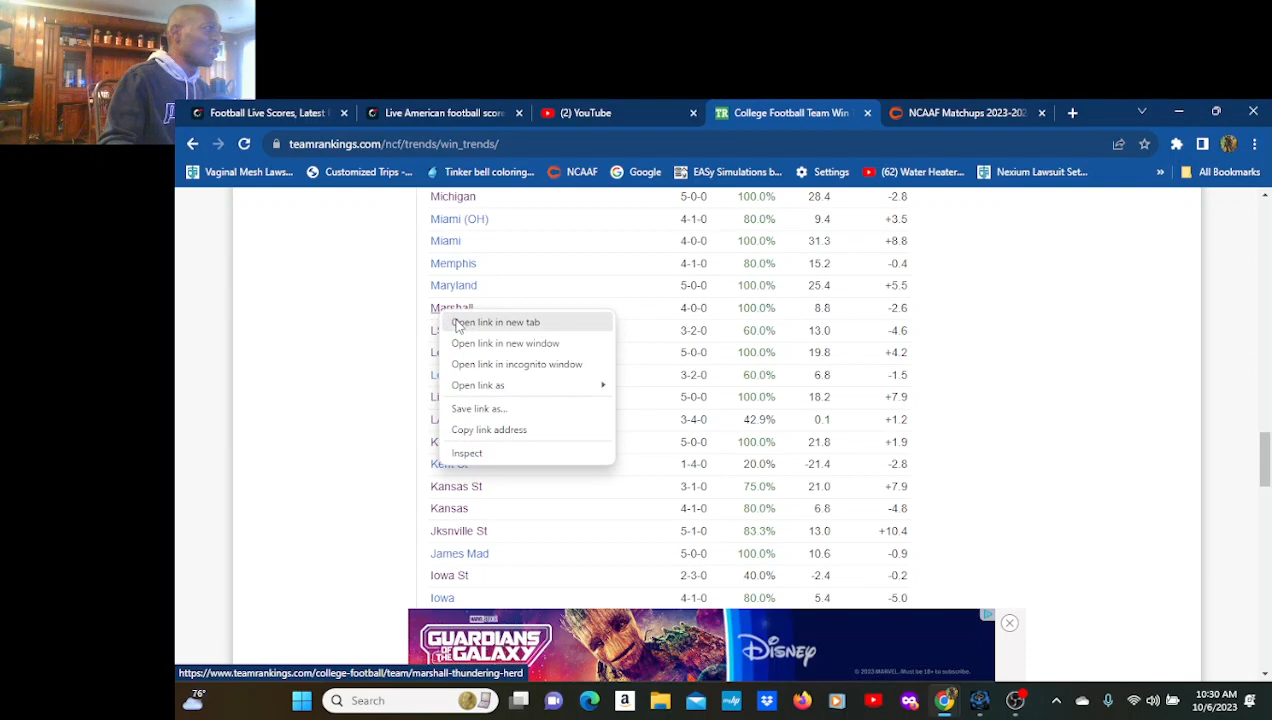 Football Live Scores, Latest
Live American football score
(2) YouTube
TR College Football Team Win
NCAAF Matchups 2023-202
teamrankings.com/ncf/trends/win_trends/
Vaginal Mesh Laws...
Customized Trips -...
Tinker bell coloring...
NCAAF
Google
EASy Simulations b...
Settings
(62) Water Heater...
Nexium Lawsuit Set...
»
All Bookmarks
Michigan 5-0-0 100.0% 28.4 -2.8
Miami (OH) 4-1-0 80.0% 9.4 +3.5
Miami 4-0-0 100.0% 31.3 +8.8
Memphis 4-1-0 80.0% 15.2 -0.4
Maryland 5-0-0 100.0% 25.4 +5.5
Marshall 4-0-0 100.0% 8.8 -2.6
3-2-0 60.0% 13.0 -4.6
5-0-0 100.0% 19.8 +4.2
3-2-0 60.0% 6.8 -1.5
5-0-0 100.0% 18.2 +7.9
3-4-0 42.9% 0.1 +1.2
5-0-0 100.0% 21.8 +1.9
Kent St 1-4-0 20.0% -21.4 -2.8
Kansas St 3-1-0 75.0% 21.0 +7.9
Kansas 4-1-0 80.0% 6.8 -4.8
Jksnville St 5-1-0 83.3% 13.0 +10.4
James Mad 5-0-0 100.0% 10.6 -0.9
Iowa St 2-3-0 40.0% -2.4 -0.2
Iowa 4-1-0 80.0% 5.4 -5.0
Open link in new tab
Open link in new window
Open link in incognito window
Open link as
Save link as...
Copy link address
Inspect
MARVEL STUDIOS
GUARDIANS
OF THE GALAXY
Disney
© 2023 MARVEL. Must be 18+ to subscribe.
https://www.teamrankings.com/college-football/team/marshall-thundering-herd
76°
Search
10:30 AM
10/6/2023